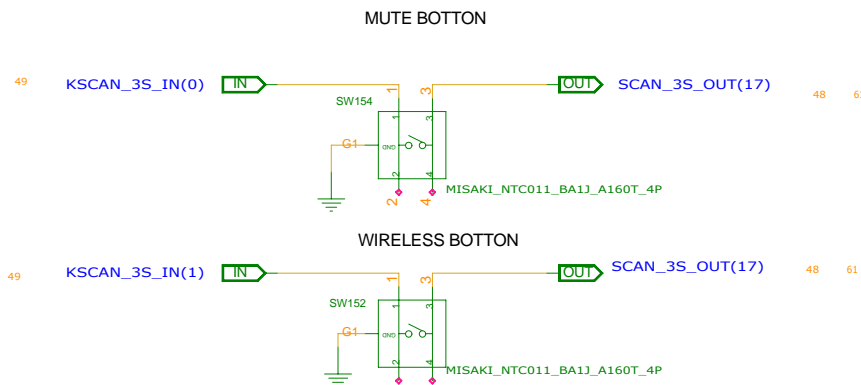 MUTE BOTTON
49 KSCAN_3S_IN(0) IN 1 3 OUT SCAN_3S_OUT(17) 48 61
SW154
1 3
G1 GND
2 4
MISAKI_NTC011_BA1J_A160T_4P
2 4
WIRELESS BOTTON
49 KSCAN_3S_IN(1) IN 1 3 OUT SCAN_3S_OUT(17) 48 61
SW152
1 3
G1 GND
2 4
MISAKI_NTC011_BA1J_A160T_4P